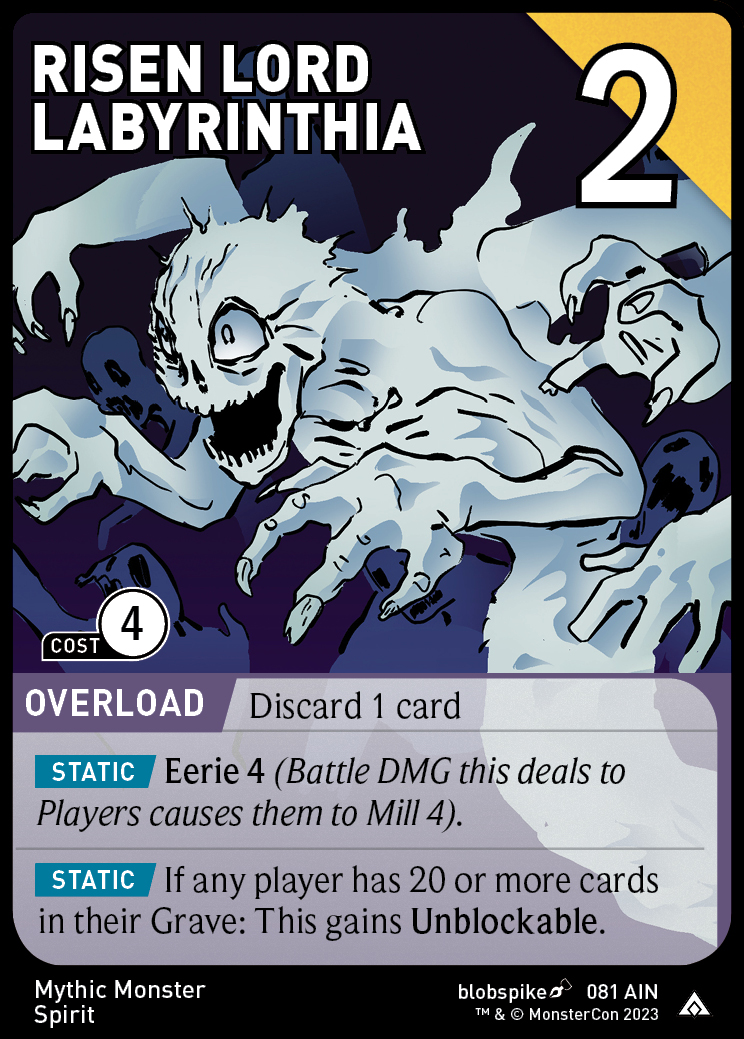 RISEN LORD
LABYRINTHIA
2
COST 4
OVERLOAD Discard 1 card
STATIC Eerie 4 (Battle DMG this deals to
Players causes them to Mill 4).
STATIC If any player has 20 or more cards
in their Grave: This gains Unblockable.
Mythic Monster
Spirit
blobspike 081 AIN
™ & © MonsterCon 2023